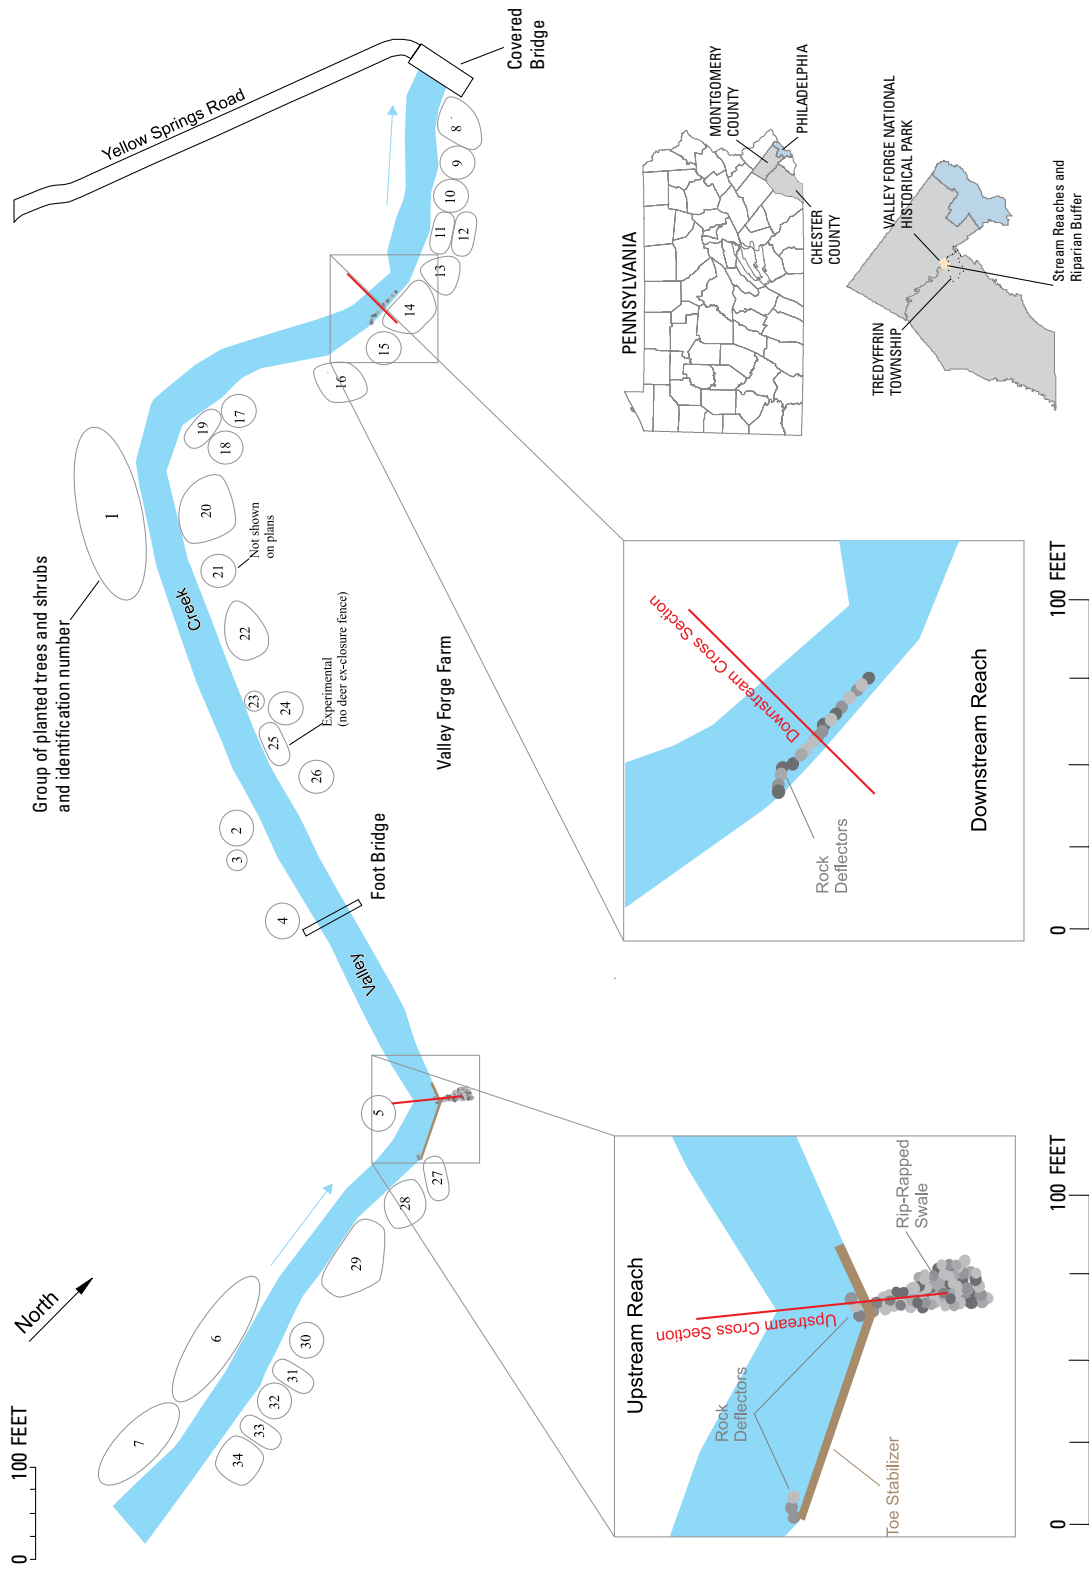 0
100 FEET
North
7
6
34
33
32
31
30
29
28
27
5
Valley
Creek
4
Foot Bridge
3
2
26
25
24
23
Experimental
(no deer ex-closure fence)
22
21
Not shown
on plans
20
Group of planted trees and shrubs
and identification number
1
19
18
17
16
15
14
13
12
11
10
9
8
Valley Forge Farm
Yellow Springs Road
Covered
Bridge
Upstream Reach
Upstream Cross Section
Rock
Deflectors
Toe Stabilizer
Rip-Rapped
Swale
0
100 FEET
Downstream Cross Section
Rock
Deflectors
Downstream Reach
0
100 FEET
PENNSYLVANIA
MONTGOMERY
COUNTY
PHILADELPHIA
CHESTER
COUNTY
VALLEY FORGE NATIONAL
HISTORICAL PARK
TREDYFFRIN
TOWNSHIP
Stream Reaches and
Riparian Buffer